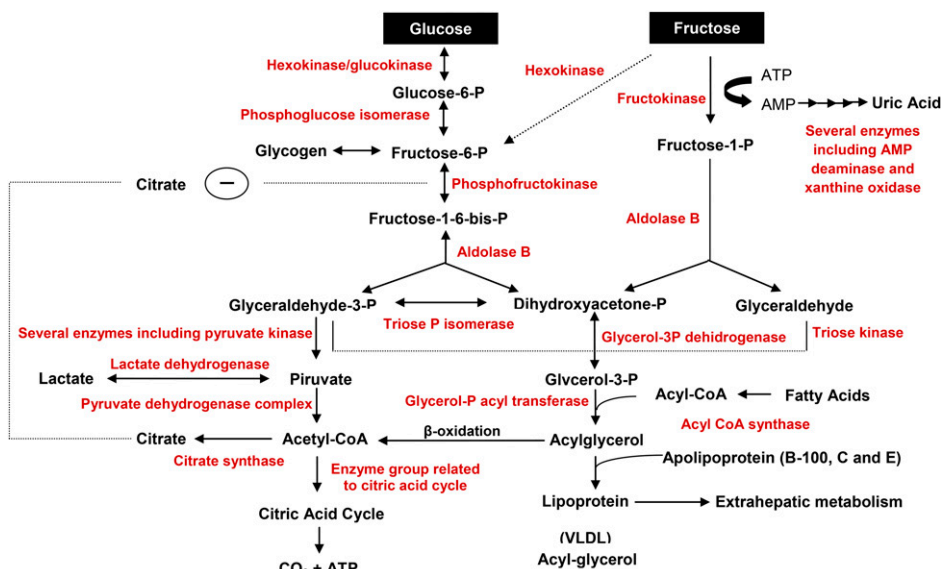 Glucose
Fructose
Hexokinase/glucokinase
Hexokinase
ATP
Glucose-6-P
Fructokinase
AMP
Uric Acid
Phosphoglucose isomerase
Several enzymes
including AMP
deaminase and
xanthine oxidase
Glycogen
Fructose-6-P
Fructose-1-P
Citrate
−
Phosphofructokinase
Fructose-1-6-bis-P
Aldolase B
Aldolase B
Glyceraldehyde-3-P
Dihydroxyacetone-P
Glyceraldehyde
Triose P isomerase
Several enzymes including pyruvate kinase
Glycerol-3P dehidrogenase
Triose kinase
Lactate dehydrogenase
Lactate
Piruvate
Glycerol-3-P
Pyruvate dehydrogenase complex
Glycerol-P acyl transferase
Acyl-CoA
Fatty Acids
Acyl CoA synthase
Citrate
Acetyl-CoA
β-oxidation
Acylglycerol
Citrate synthase
Enzyme group related
to citric acid cycle
Apolipoprotein (B-100, C and E)
Lipoprotein
Extrahepatic metabolism
Citric Acid Cycle
(VLDL)
Acyl-glycerol
CO₂ + ATP